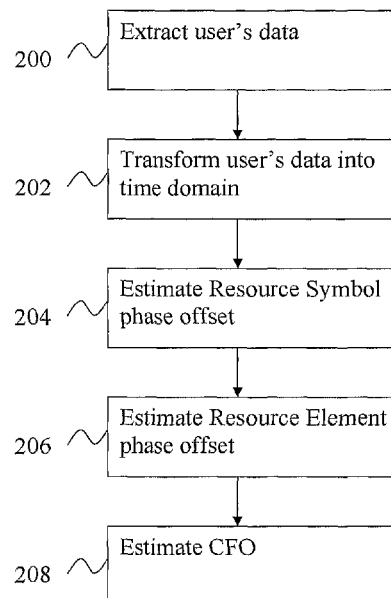 Extract user's data
200
Transform user's data into
time domain
202
Estimate Resource Symbol
phase offset
204
Estimate Resource Element
phase offset
206
Estimate CFO
208